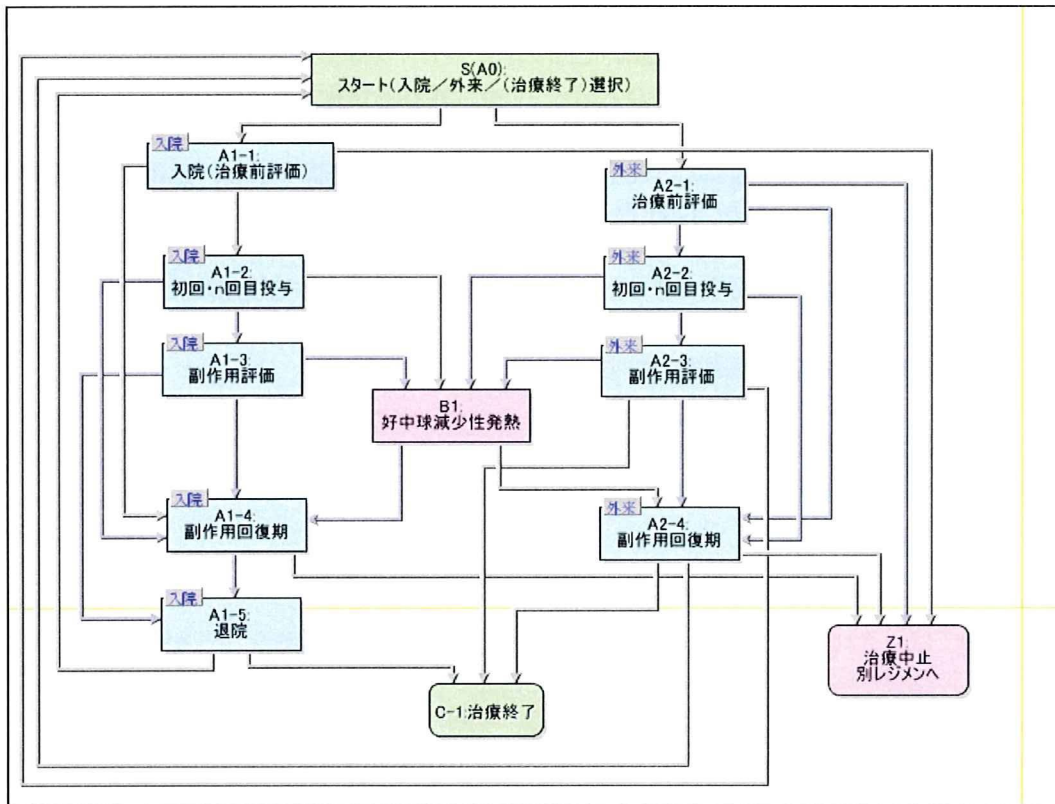 S(A0):
スタート(入院／外来／(治療終了)選択)
入院
A1-1:
入院(治療前評価)
外来
A2-1:
治療前評価
入院
A1-2:
初回・n回目投与
外来
A2-2:
初回・n回目投与
入院
A1-3:
副作用評価
外来
A2-3:
副作用評価
B1:
好中球減少性発熱
入院
A1-4:
副作用回復期
外来
A2-4:
副作用回復期
入院
A1-5:
退院
Z1:
治療中止
別レジメンへ
C-1:治療終了